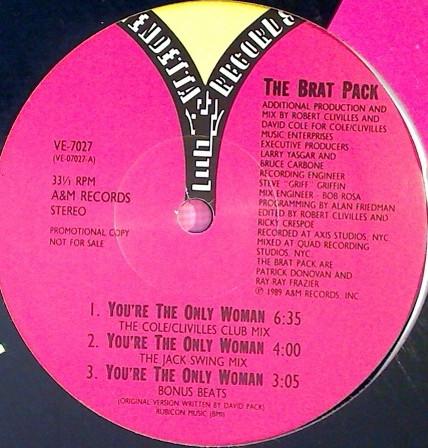 VENDETTA RECORDS
THE BRAT PACK
ADDITIONAL PRODUCTION AND
MIX BY ROBERT CLIVILLES AND
DAVID COLE FOR COLE/CLIVILLES
MUSIC ENTERPRISES
EXECUTIVE PRODUCERS
LARRY YASGAR AND
BRUCE CARBONE
RECORDING ENGINEER
STEVE "GRIFF" GRIFFIN
MIX ENGINEER - BOB ROSA
PROGRAMMING BY ALAN FRIEDMAN
EDITED BY ROBERT CLIVILLES AND
RICKY CRESPOE
RECORDED AT AXIS STUDIOS, NYC
MIXED AT QUAD RECORDING
STUDIOS, NYC
THE BRAT PACK ARE
PATRICK DONOVAN AND
RAY RAY FRAZIER
℗ 1989 A&M RECORDS, INC.
VE-7027
(VE-07027-A)
33⅓ RPM
A&M RECORDS
STEREO
PROMOTIONAL COPY
NOT FOR SALE
1. YOU'RE THE ONLY WOMAN 6:35
THE COLE/CLIVILLES CLUB MIX
2. YOU'RE THE ONLY WOMAN 4:00
THE JACK SWING MIX
3. YOU'RE THE ONLY WOMAN 3:05
BONUS BEATS
(ORIGINAL VERSION WRITTEN BY DAVID PACK)
RUBICON MUSIC (BMI)